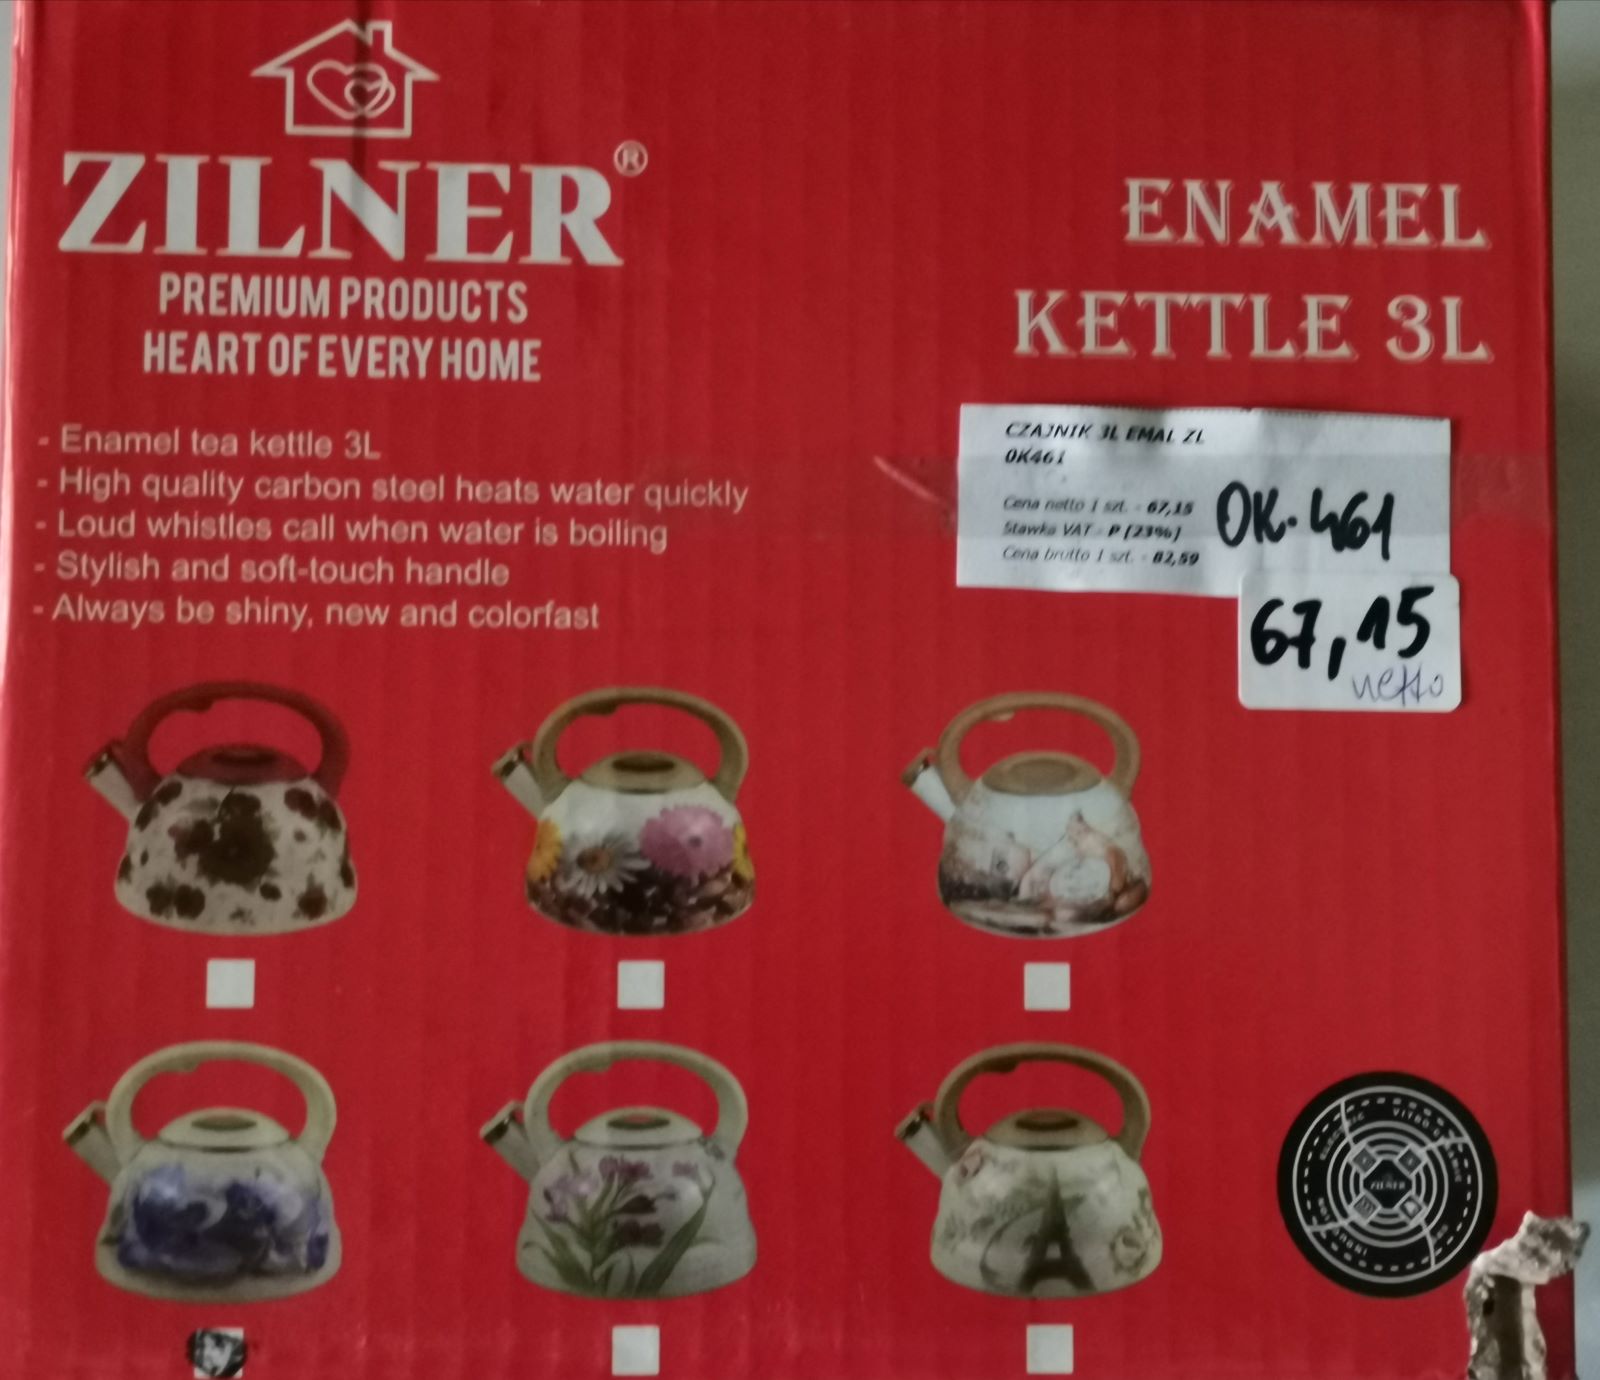 ZILNER®
PREMIUM PRODUCTS
HEART OF EVERY HOME
ENAMEL
KETTLE 3L
- Enamel tea kettle 3L
- High quality carbon steel heats water quickly
- Loud whistles call when water is boiling
- Stylish and soft-touch handle
- Always be shiny, new and colorfast
CZAJNIK 3L EMAL ZL
OK461
Cena netto 1 szt. - 67,15
Stawka VAT - P (23%)
Cena brutto 1 szt. - 82,59
OK-461
67,15
netto
ZILNER